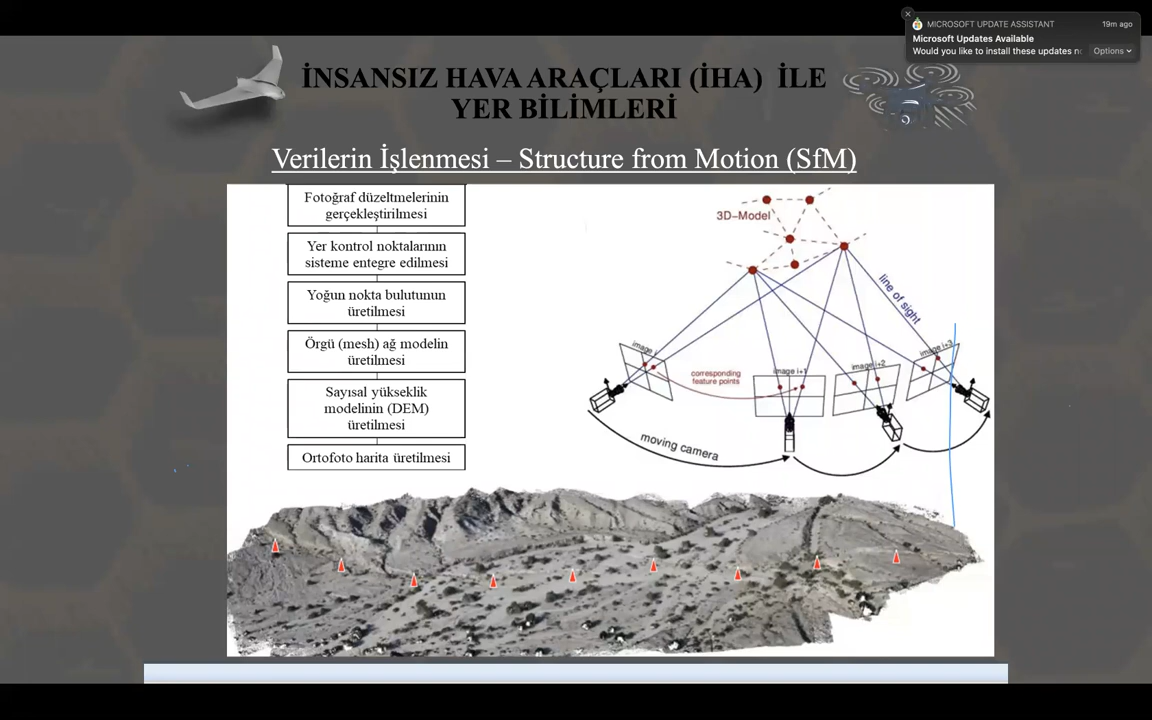 MICROSOFT UPDATE ASSISTANT
19m ago
Microsoft Updates Available
Would you like to install these updates
Options
İNSANSIZ HAVA ARAÇLARI (İHA) İLE
YER BİLİMLERİ
Verilerin İşlenmesi – Structure from Motion (SfM)
Fotoğraf düzeltmelerinin
gerçekleştirilmesi
Yer kontrol noktalarının
sisteme entegre edilmesi
Yoğun nokta bulutunun
üretilmesi
Örgü (mesh) ağ modelin
üretilmesi
Sayısal yükseklik
modelinin (DEM)
üretilmesi
Ortofoto harita üretilmesi
3D–Model
line of sight
image i
corresponding
feature points
image i+1
image i+2
image i+3
moving camera